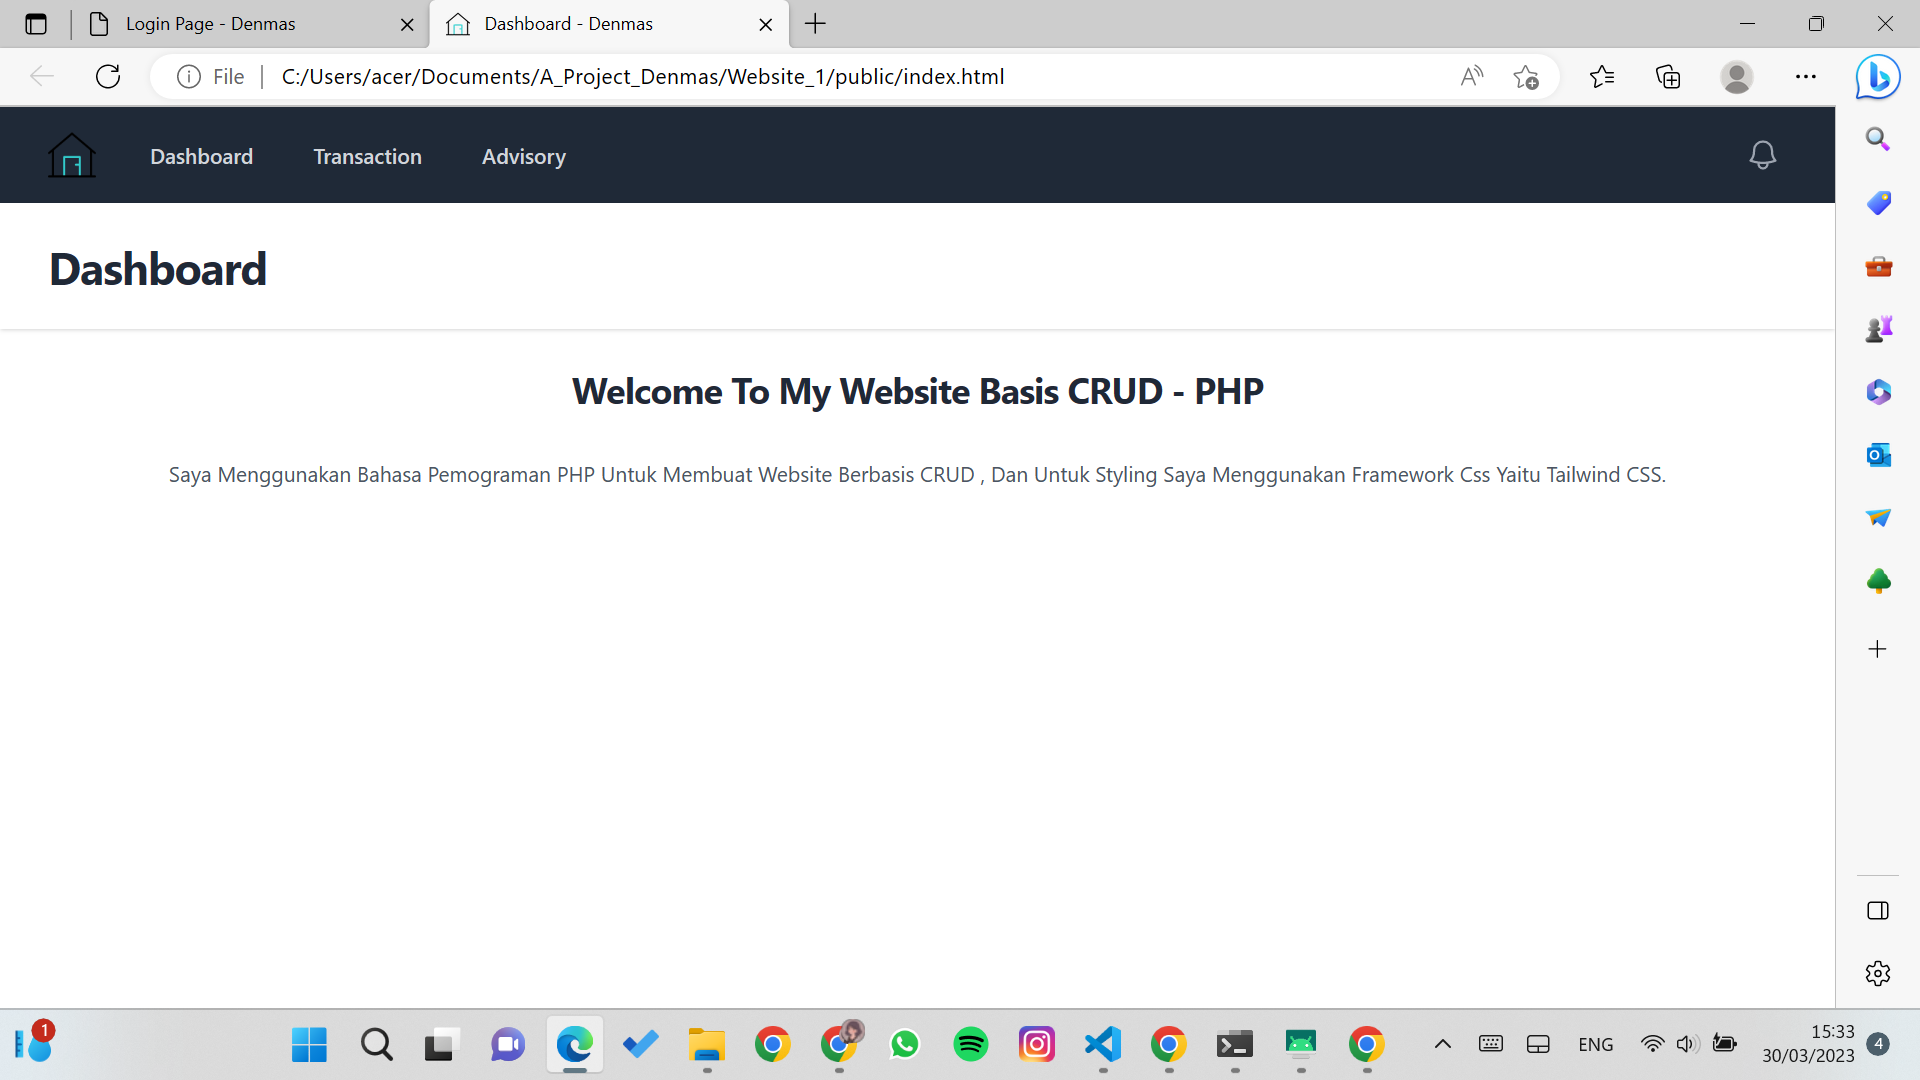 Login Page - Denmas
Dashboard - Denmas
File
C:/Users/acer/Documents/A_Project_Denmas/Website_1/public/index.html
Dashboard
Transaction
Advisory
Dashboard
Welcome To My Website Basis CRUD - PHP
Saya Menggunakan Bahasa Pemograman PHP Untuk Membuat Website Berbasis CRUD , Dan Untuk Styling Saya Menggunakan Framework Css Yaitu Tailwind CSS.
1
ENG
15:33
30/03/2023
4